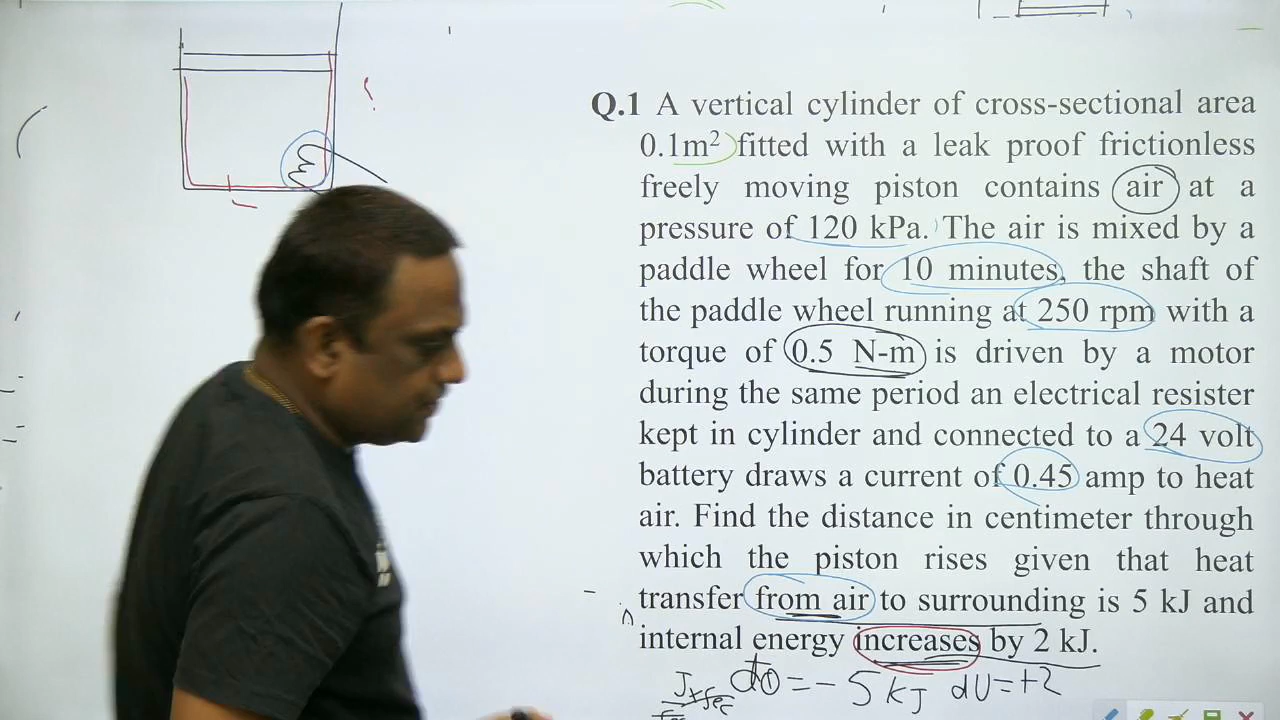 Q.1 A vertical cylinder of cross-sectional area
0.1m² fitted with a leak proof frictionless
freely moving piston contains air at a
pressure of 120 kPa. The air is mixed by a
paddle wheel for 10 minutes, the shaft of
the paddle wheel running at 250 rpm with a
torque of 0.5 N-m is driven by a motor
during the same period an electrical resister
kept in cylinder and connected to a 24 volt
battery draws a current of 0.45 amp to heat
air. Find the distance in centimeter through
which the piston rises given that heat
transfer from air to surrounding is 5 kJ and
internal energy increases by 2 kJ.
= - 5 kJ dU = +2